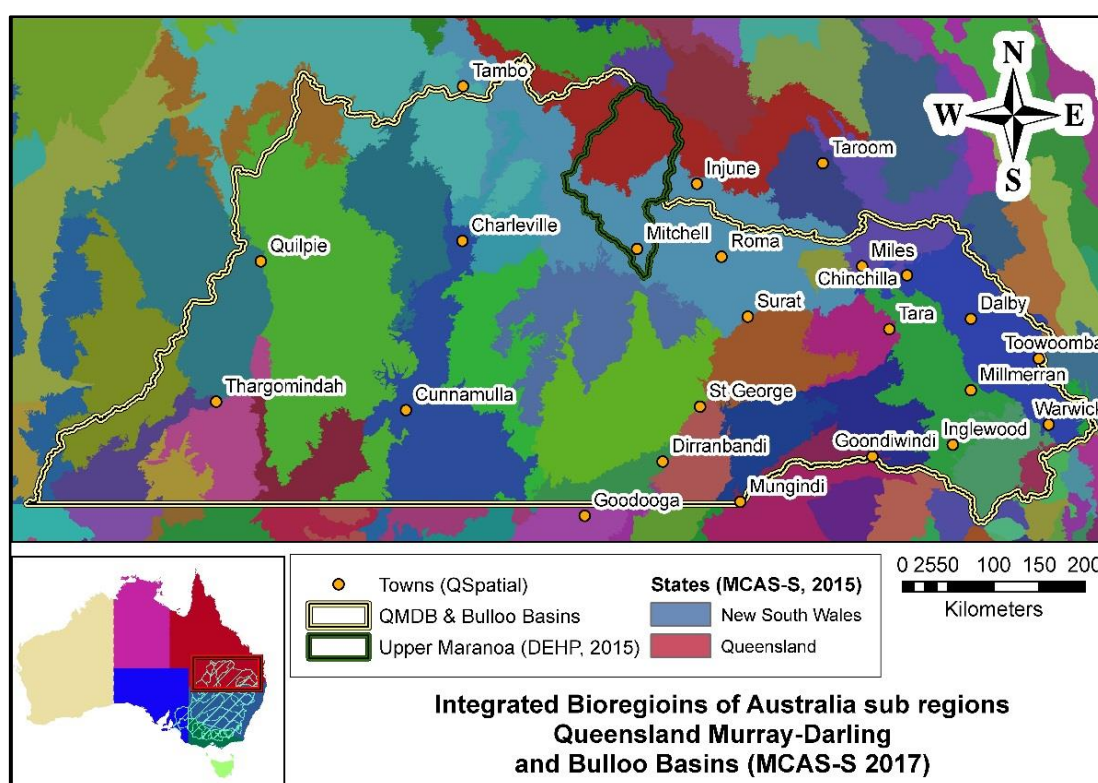 N
W E
S
Tambo
Taroom
Injune
Charleville
Mitchell
Roma
Quilpie
Miles
Chinchilla
Surat
Tara
Dalby
Toowoomba
Thargomindah
Cunnamulla
St George
Millmerran
Warwick
Inglewood
Goondiwindi
Dirranbandi
Mungindi
Goodooga
Towns (QSpatial)
QMDB & Bulloo Basins
Upper Maranoa (DEHP, 2015)
States (MCAS-S, 2015)
New South Wales
Queensland
0 2550 100 150 200
Kilometers
Integrated Bioregioins of Australia sub regions
Queensland Murray-Darling
and Bulloo Basins (MCAS-S 2017)